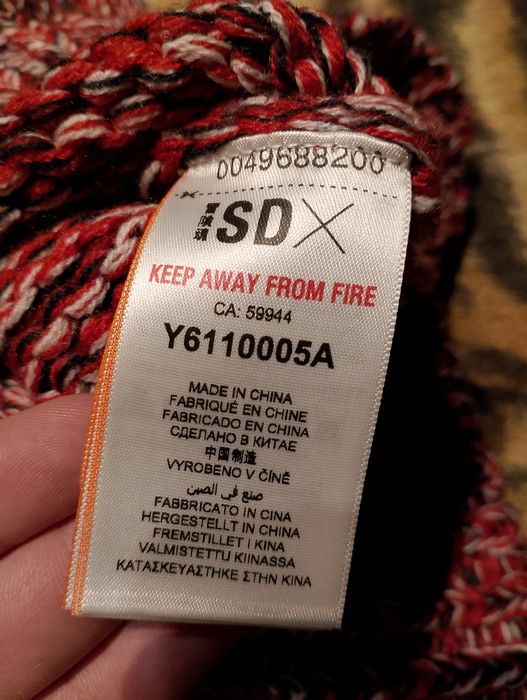 0049688200
SD
KEEP AWAY FROM FIRE
CA: 59944
Y6110005A
MADE IN CHINA
FABRIQUÉ EN CHINE
FABRICADO EN CHINA
СДЕЛАНО В КИТАЕ
中国制造
VYROBENO V ČÍNĚ
صنع في الصين
FABBRICATO IN CINA
HERGESTELLT IN CHINA
FREMSTILLET I KINA
VALMISTETTU KIINASSA
ΚΑΤΑΣΚΕΥΑΣΤΗΚΕ ΣΤΗΝ ΚΙΝΑ